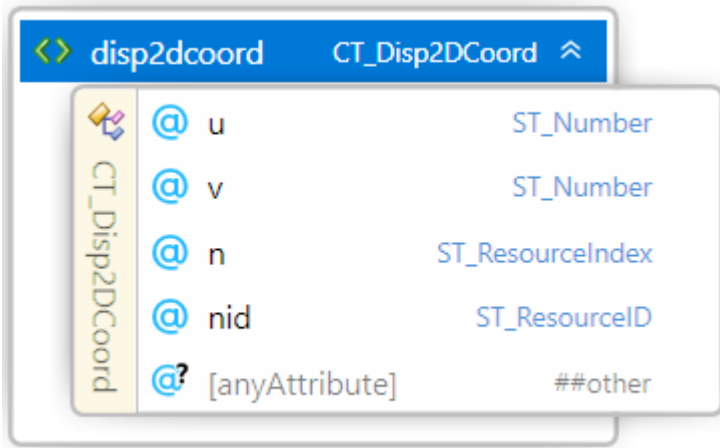 disp2dcoord CT_Disp2DCoord
CT_Disp2DCoord
@ u ST_Number
@ v ST_Number
@ n ST_ResourceIndex
@ nid ST_ResourceID
@? [anyAttribute] ##other